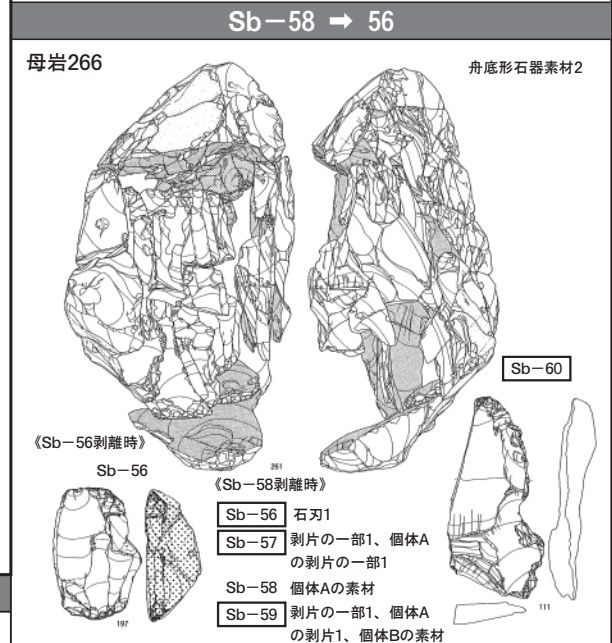 Sb－58 ➡ 56
母岩266
舟底形石器素材2
Sb－60
《Sb－56剥離時》
Sb－56
261
《Sb－58剥離時》
Sb－56 石刃1
Sb－57 剥片の一部1、個体A
の剥片の一部1
Sb－58 個体Aの素材
Sb－59 剥片の一部1、個体A
の剥片1、個体Bの素材
197
111